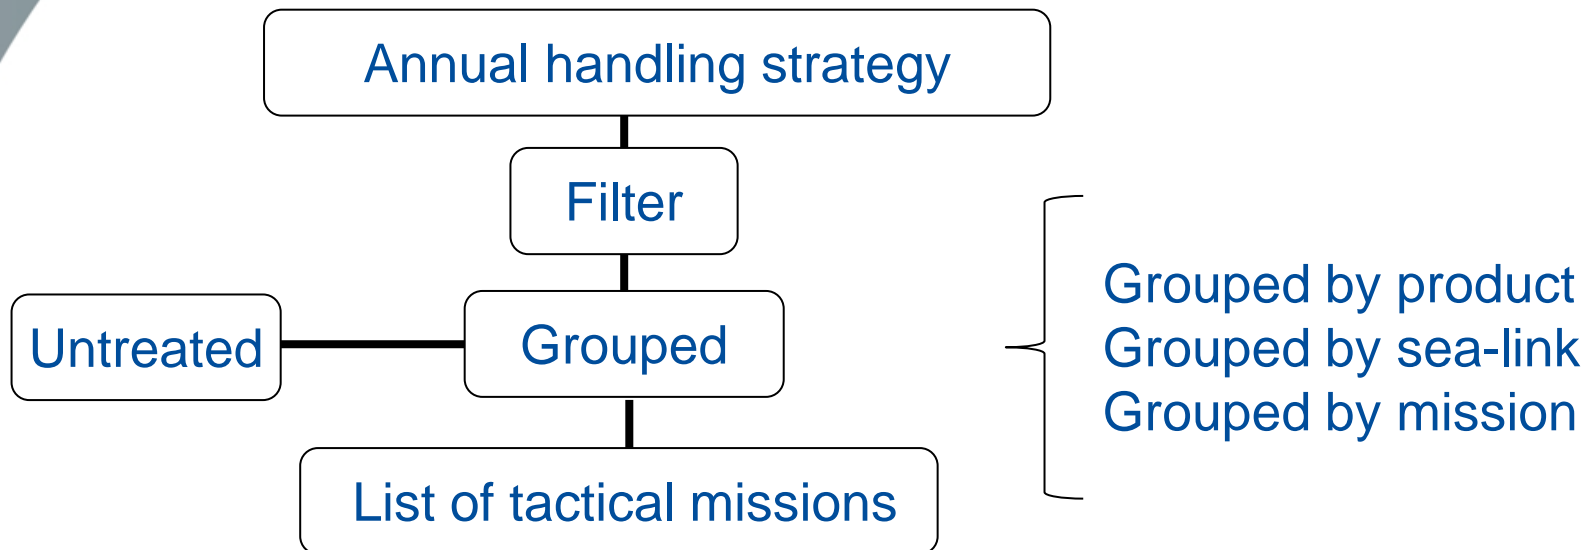 Annual handling strategy
Filter
Untreated
Grouped
Grouped by product
Grouped by sea-link
Grouped by mission
List of tactical missions